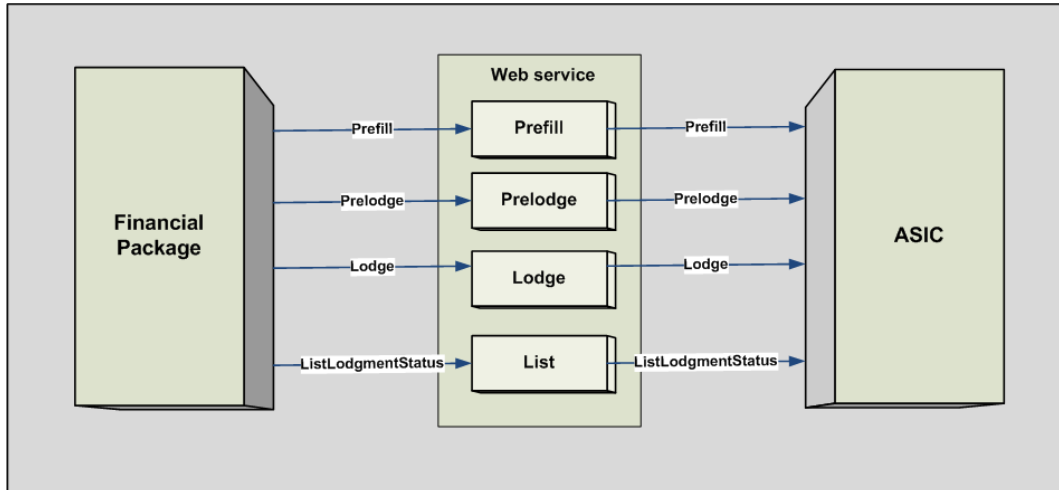 Web service
Financial
Package
Prefill
Prefill
Prefill
Prelodge
Prelodge
Prelodge
Lodge
Lodge
Lodge
ListLodgmentStatus
List
ListLodgmentStatus
ASIC